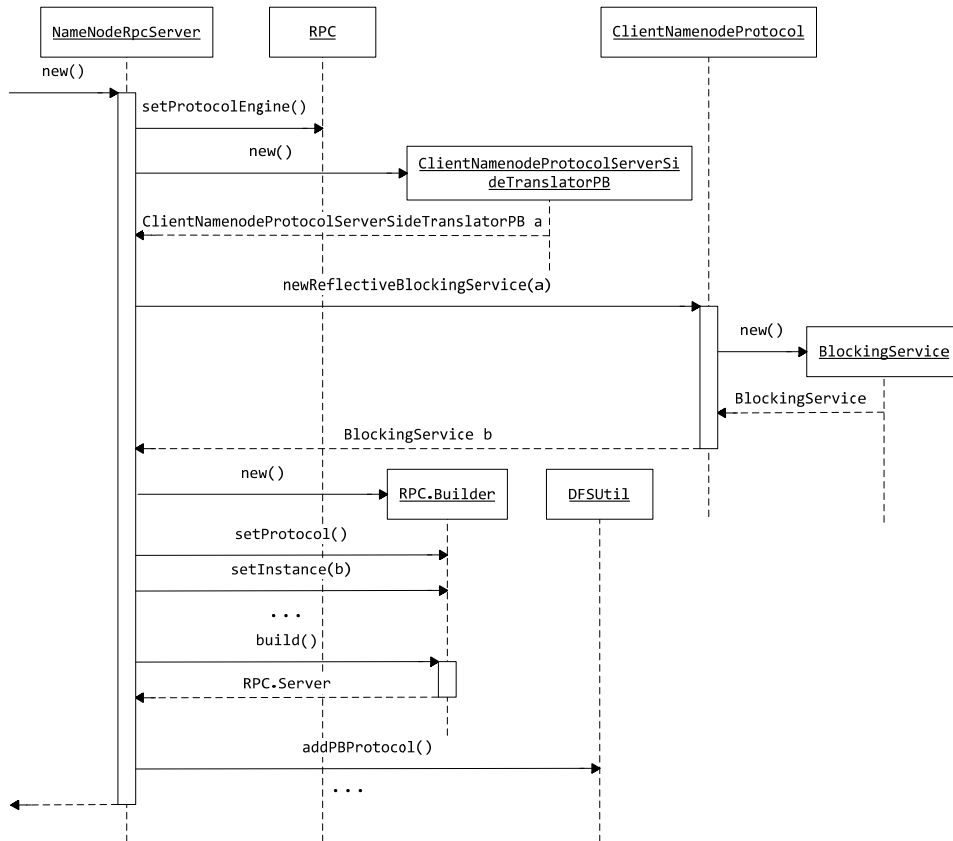 NameNodeRpcServer
RPC
ClientNamenodeProtocol
new()
setProtocolEngine()
new()
ClientNamenodeProtocolServerSi
deTranslatorPB
ClientNamenodeProtocolServerSideTranslatorPB a
newReflectiveBlockingService(a)
new()
BlockingService
BlockingService
BlockingService b
new()
RPC.Builder
DFSUtil
setProtocol()
setInstance(b)
...
build()
RPC.Server
addPBProtocol()
...